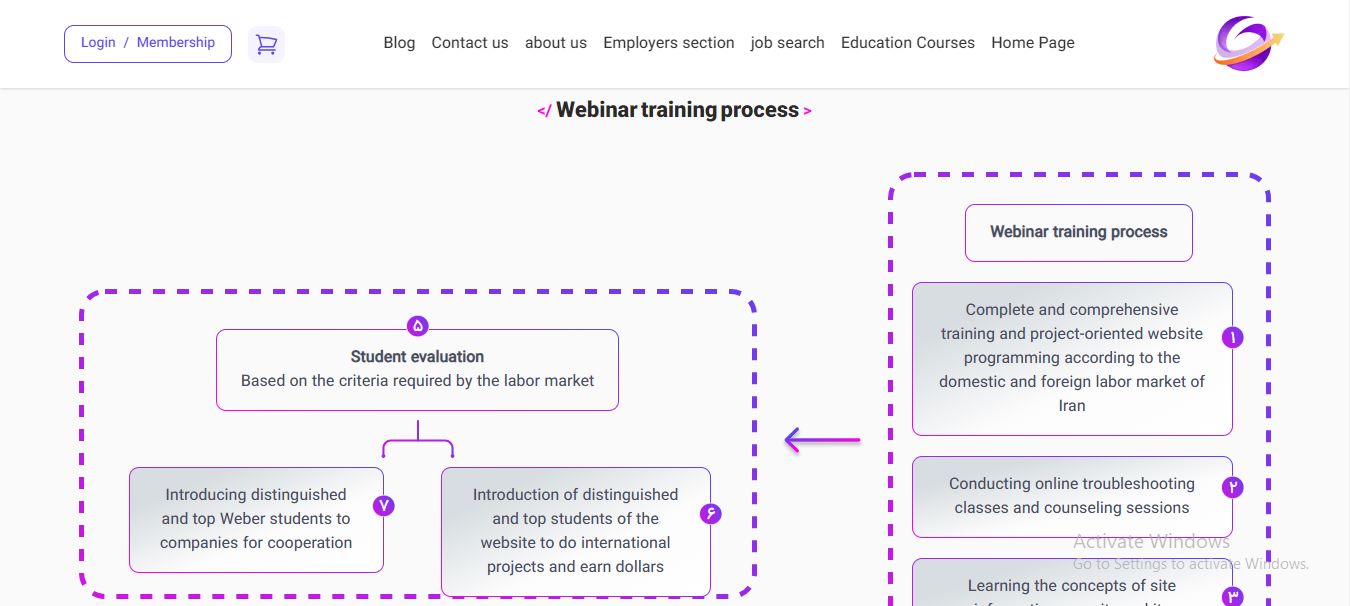 Login / Membership
Blog Contact us about us Employers section job search Education Courses Home Page
</ Webinar training process >
Webinar training process
Complete and comprehensive
training and project-oriented website
programming according to the
domestic and foreign labor market of
Iran
۱
Conducting online troubleshooting
classes and counseling sessions
۲
Learning the concepts of site
۳
۵
Student evaluation
Based on the criteria required by the labor market
Introduction of distinguished
and top students of the
website to do international
projects and earn dollars
۶
Introducing distinguished
and top Weber students to
companies for cooperation
۷
Activate Windows
Go to Settings to activate Windows.